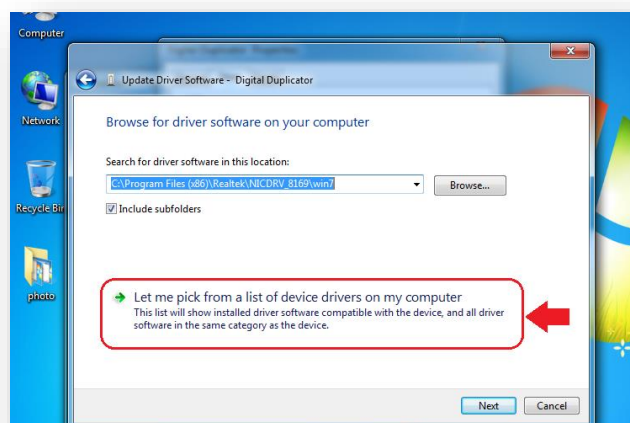 Computer
Digital Duplicator Properties
Update Driver Software - Digital Duplicator
Network
Browse for driver software on your computer
Search for driver software in this location:
C:\Program Files (x86)\Realtek\NICDRV_8169\win7
Browse...
Recycle Bin
Include subfolders
photo
Let me pick from a list of device drivers on my computer
This list will show installed driver software compatible with the device, and all driver
software in the same category as the device.
Next
Cancel